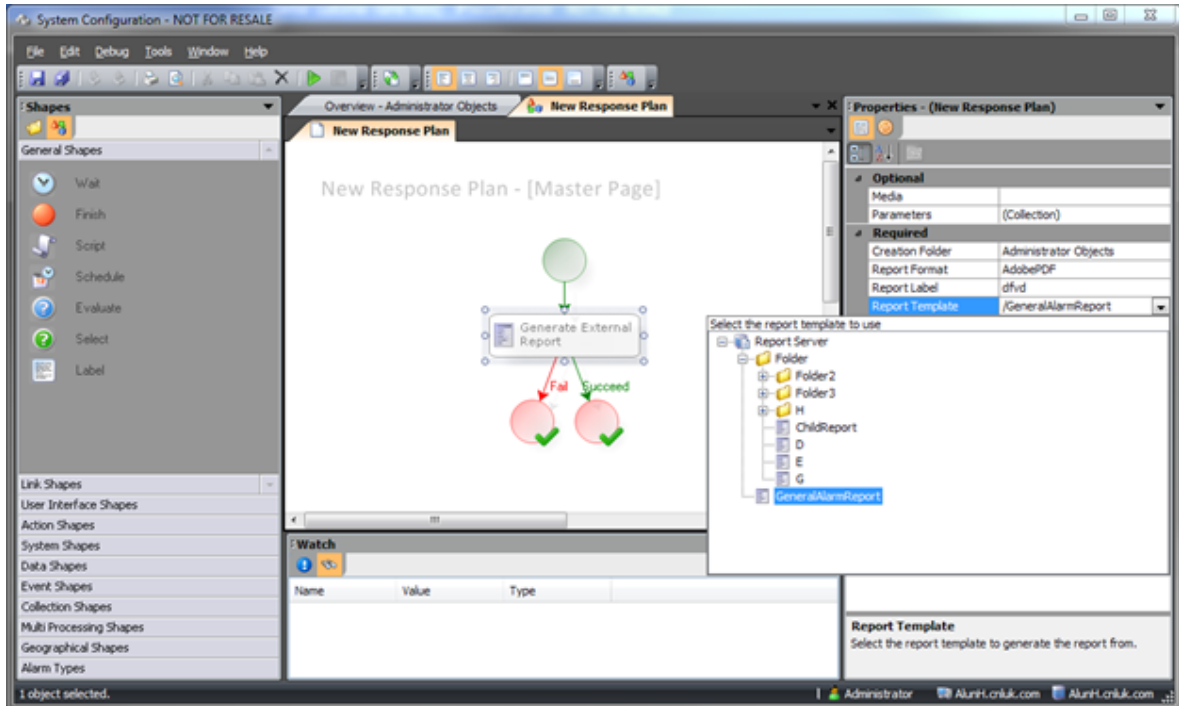 System Configuration - NOT FOR RESALE
File Edit Debug Tools Window Help
Shapes
General Shapes
Wait
Finish
Script
Schedule
Evaluate
Select
Label
Link Shapes
User Interface Shapes
Action Shapes
System Shapes
Data Shapes
Event Shapes
Collection Shapes
Multi Processing Shapes
Geographical Shapes
Alarm Types
Overview - Administrator Objects
New Response Plan
New Response Plan
New Response Plan - [Master Page]
Generate External
Report
Fail
Succeed
Watch
Name Value Type
Properties - (New Response Plan)
Optional
Media
Parameters (Collection)
Required
Creation Folder Administrator Objects
Report Format AdobePDF
Report Label dfvd
Report Template /GeneralAlarmReport
Select the report template to use
Report Server
Folder
Folder2
Folder3
H
ChildReport
D
E
G
GeneralAlarmReport
Report Template
Select the report template to generate the report from.
1 object selected.
Administrator
AlunH.cnluk.com
AlunH.cnluk.com